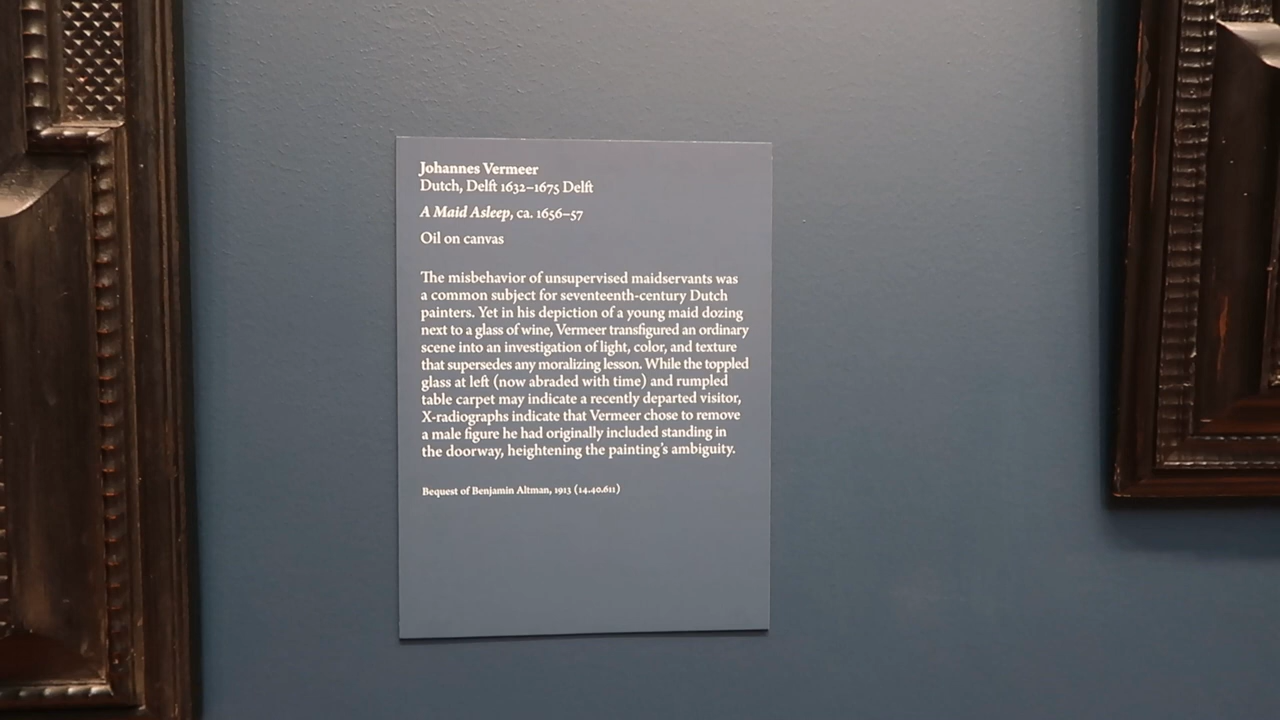 Johannes Vermeer
Dutch, Delft 1632–1675 Delft
A Maid Asleep, ca. 1656–57
Oil on canvas
The misbehavior of unsupervised maidservants was
a common subject for seventeenth-century Dutch
painters. Yet in his depiction of a young maid dozing
next to a glass of wine, Vermeer transfigured an ordinary
scene into an investigation of light, color, and texture
that supersedes any moralizing lesson. While the toppled
glass at left (now abraded with time) and rumpled
table carpet may indicate a recently departed visitor,
X-radiographs indicate that Vermeer chose to remove
a male figure he had originally included standing in
the doorway, heightening the painting’s ambiguity.
Bequest of Benjamin Altman, 1913 (14.40.611)